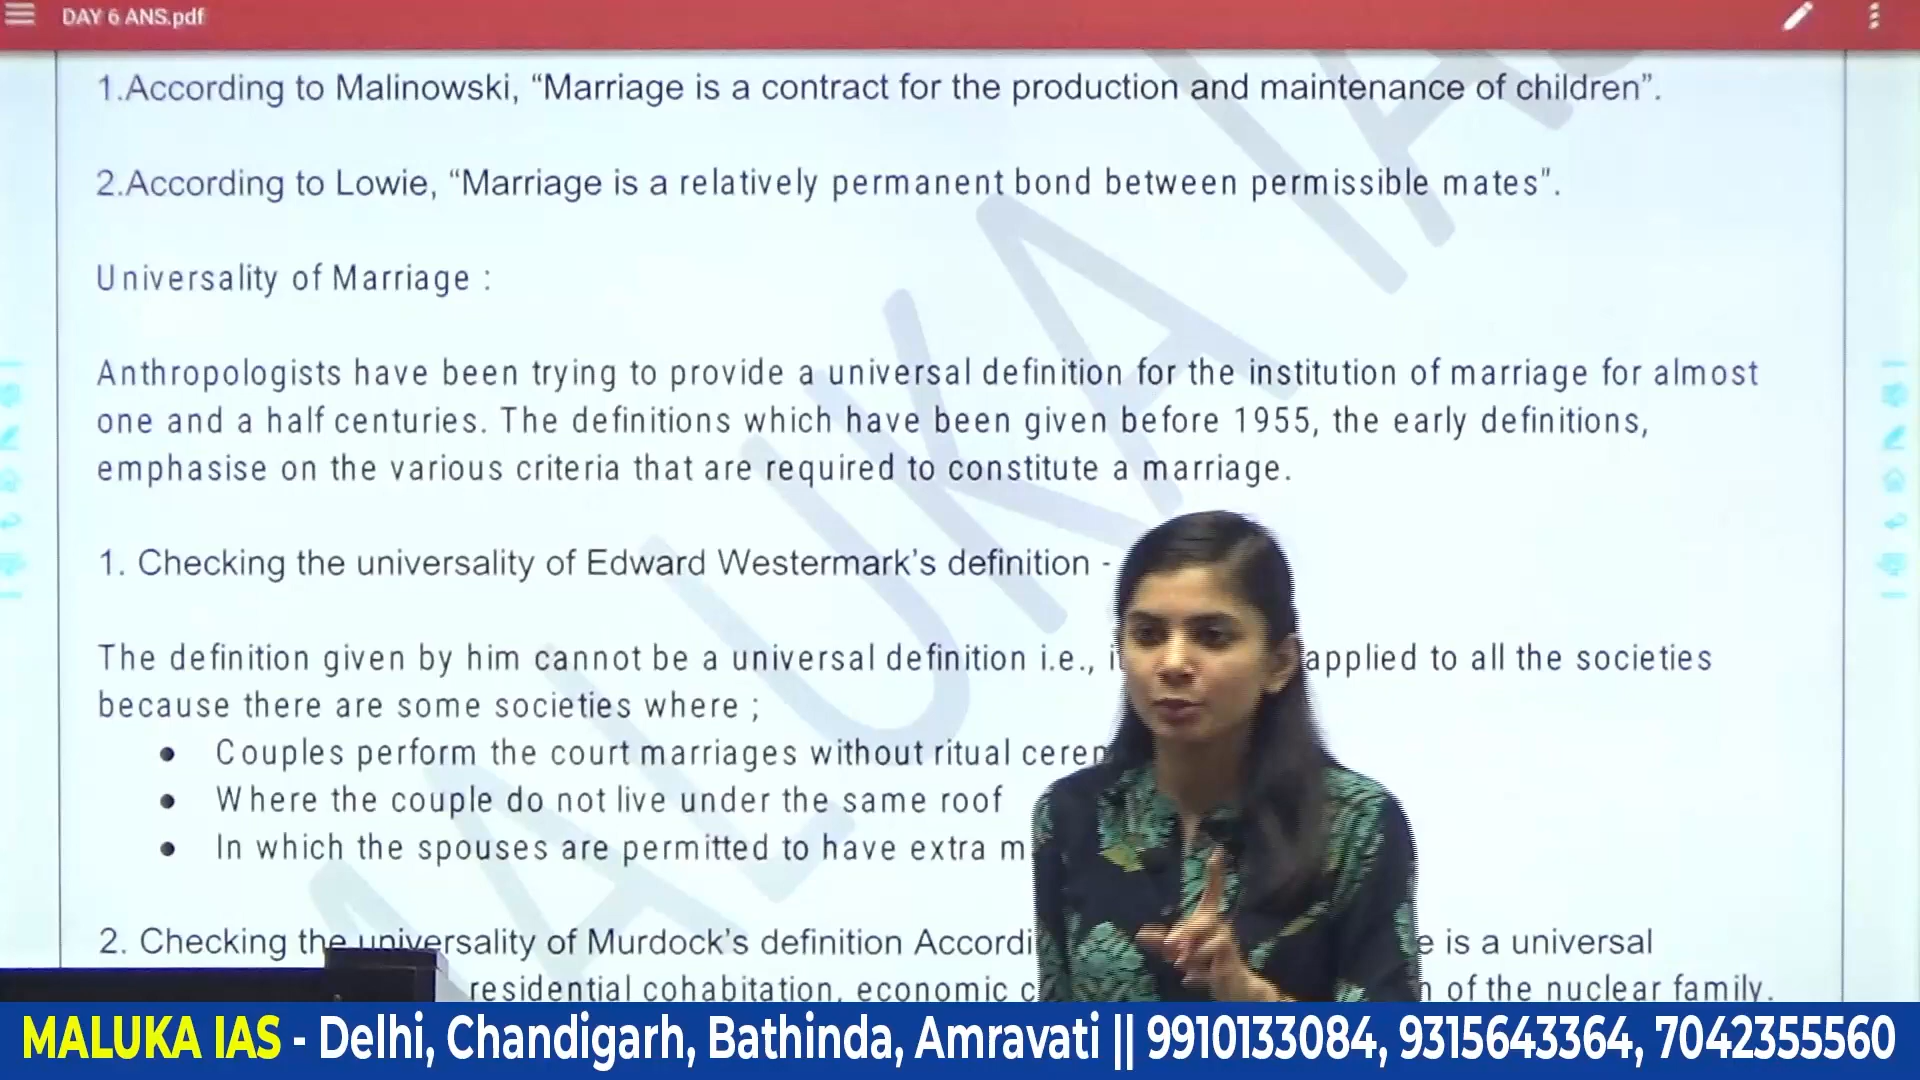 DAY 6 ANS.pdf
1.According to Malinowski, “Marriage is a contract for the production and maintenance of children”.
2.According to Lowie, “Marriage is a relatively permanent bond between permissible mates".
Universality of Marriage :
Anthropologists have been trying to provide a universal definition for the institution of marriage for almost
one and a half centuries. The definitions which have been given before 1955, the early definitions,
emphasise on the various criteria that are required to constitute a marriage.
1. Checking the universality of Edward Westermark’s definition -
The definition given by him cannot be a universal definition i.e., applied to all the societies
because there are some societies where ;
• Couples perform the court marriages without ritual
• Where the couple do not live under the same roof
• In which the spouses are permitted to have extra
2. Checking the universality of Murdock’s definition is a universal
residential cohabitation, economic of the nuclear family.
MALUKA IAS
MALUKA IAS - Delhi, Chandigarh, Bathinda, Amravati || 9910133084, 9315643364, 7042355560